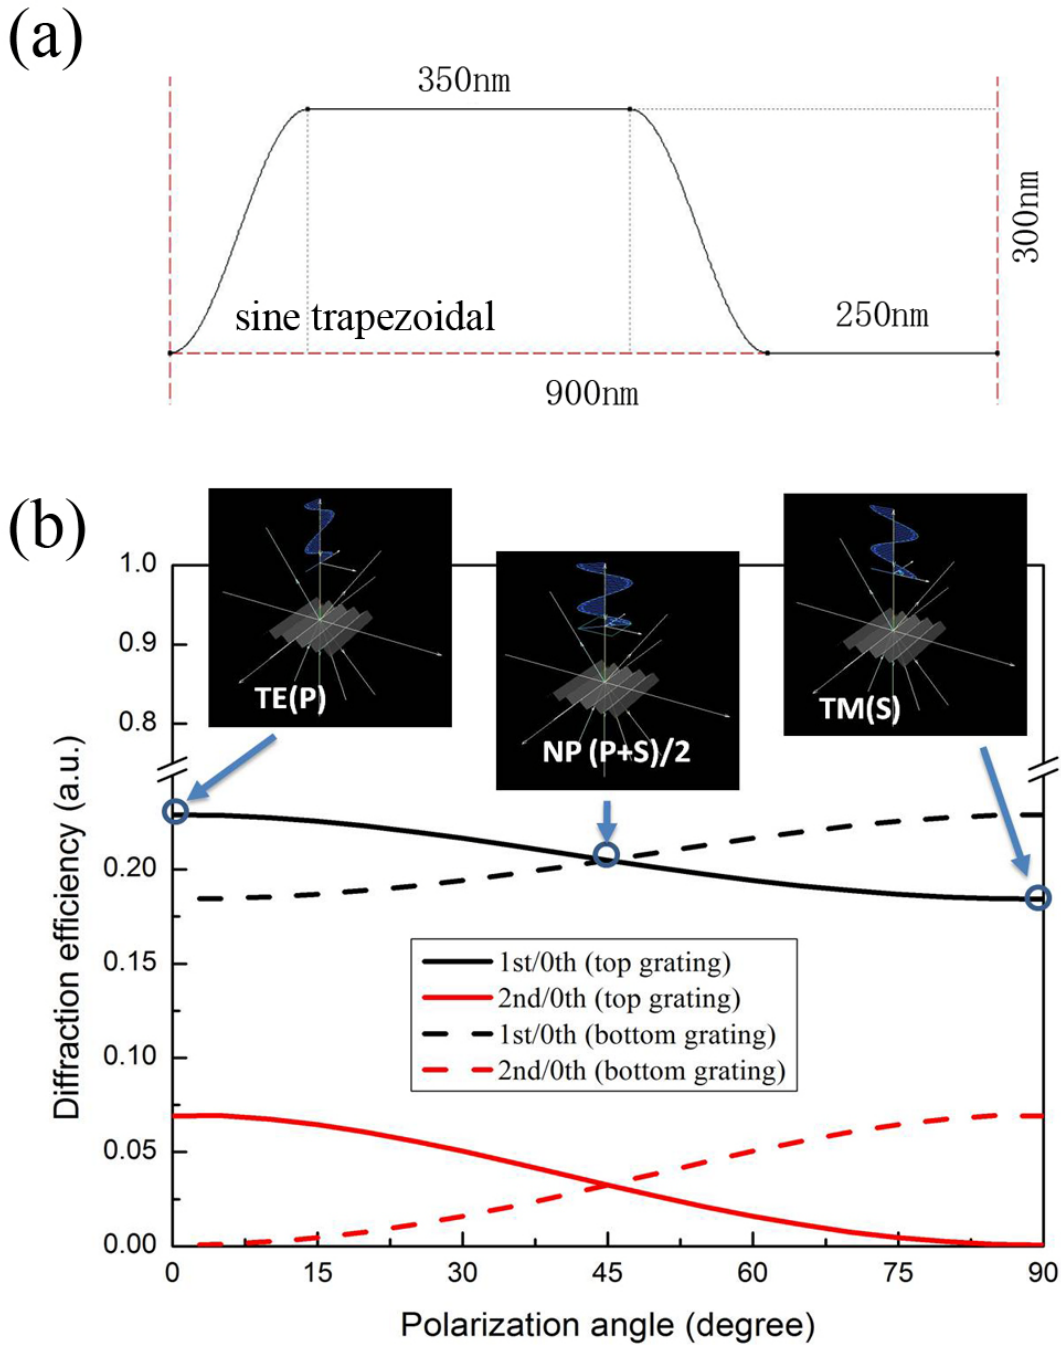 (a)
350nm
300nm
sine trapezoidal
250nm
900nm
(b)
TE(P)
NP (P+S)/2
TM(S)
1.0
0.9
0.8
0.20
0.15
0.10
0.05
0.00
Diffraction efficiency (a.u.)
1st/0th (top grating)
2nd/0th (top grating)
1st/0th (bottom grating)
2nd/0th (bottom grating)
0 15 30 45 60 75 90
Polarization angle (degree)